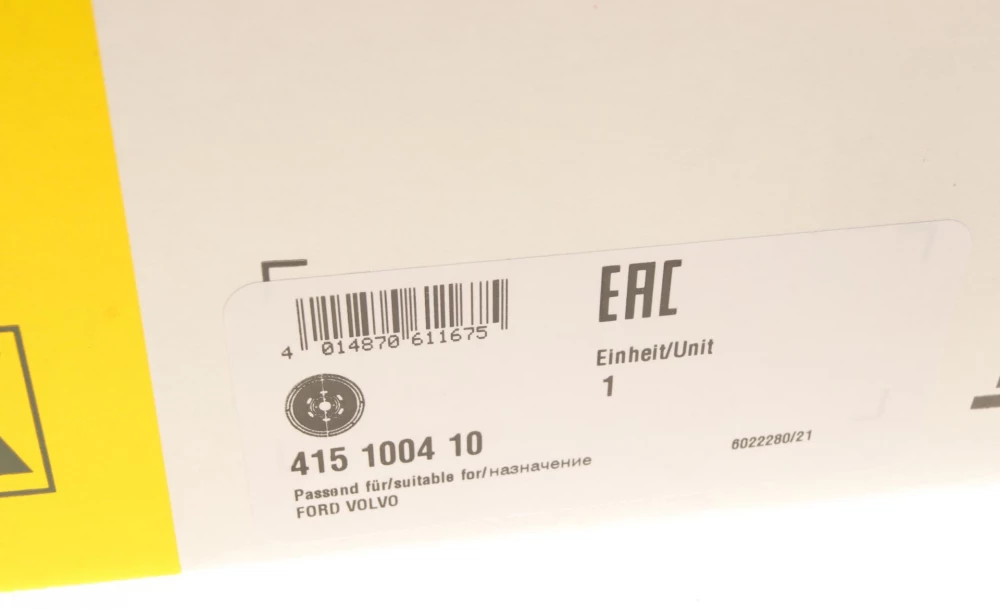 4 014870 611675
EAC
Einheit/Unit
1
415 1004 10
6022280/21
Passend für/suitable for/назначение
FORD VOLVO